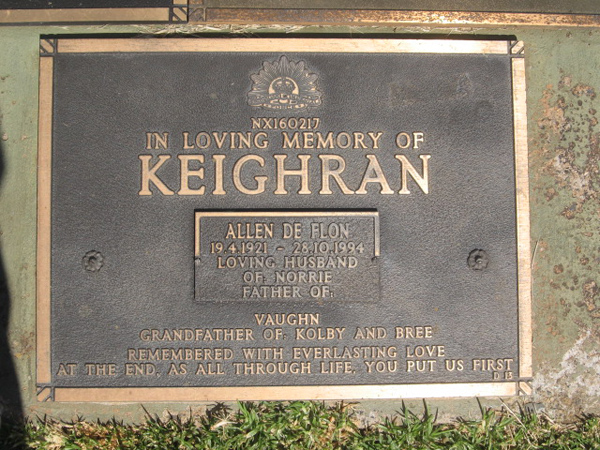 NX160217
IN LOVING MEMORY OF
KEIGHRAN
ALLEN DE FLON
19.4.1921 - 28.10.1994
LOVING HUSBAND
OF: NORRIE
FATHER OF:
VAUGHN
GRANDFATHER OF: KOLBY AND BREE
REMEMBERED WITH EVERLASTING LOVE
AT THE END, AS ALL THROUGH LIFE, YOU PUT US FIRST
D 13